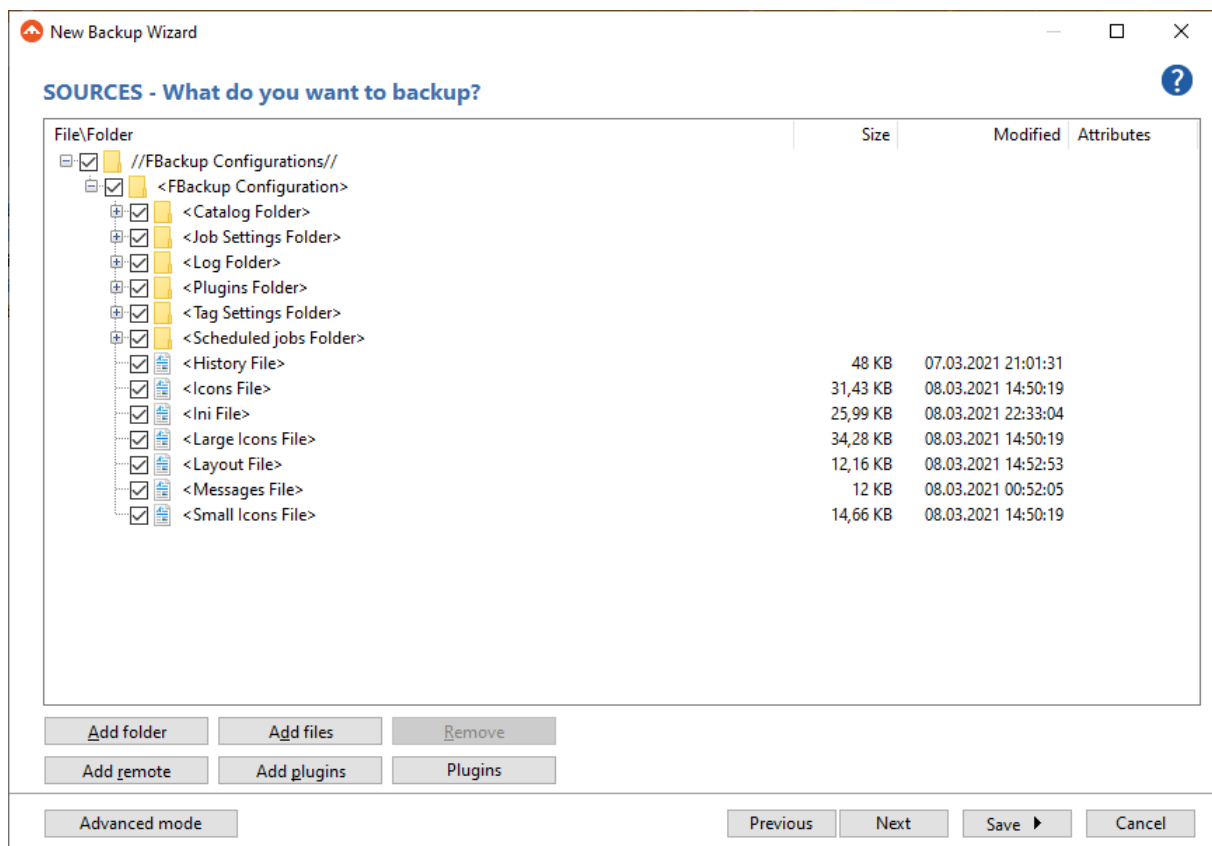 New Backup Wizard
SOURCES - What do you want to backup?
?
File\Folder Size Modified Attributes
//FBackup Configurations//
<FBackup Configuration>
<Catalog Folder>
<Job Settings Folder>
<Log Folder>
<Plugins Folder>
<Tag Settings Folder>
<Scheduled jobs Folder>
<History File> 48 KB 07.03.2021 21:01:31
<Icons File> 31,43 KB 08.03.2021 14:50:19
<Ini File> 25,99 KB 08.03.2021 22:33:04
<Large Icons File> 34,28 KB 08.03.2021 14:50:19
<Layout File> 12,16 KB 08.03.2021 14:52:53
<Messages File> 12 KB 08.03.2021 00:52:05
<Small Icons File> 14,66 KB 08.03.2021 14:50:19
Add folder Add files Remove
Add remote Add plugins Plugins
Advanced mode Previous Next Save Cancel